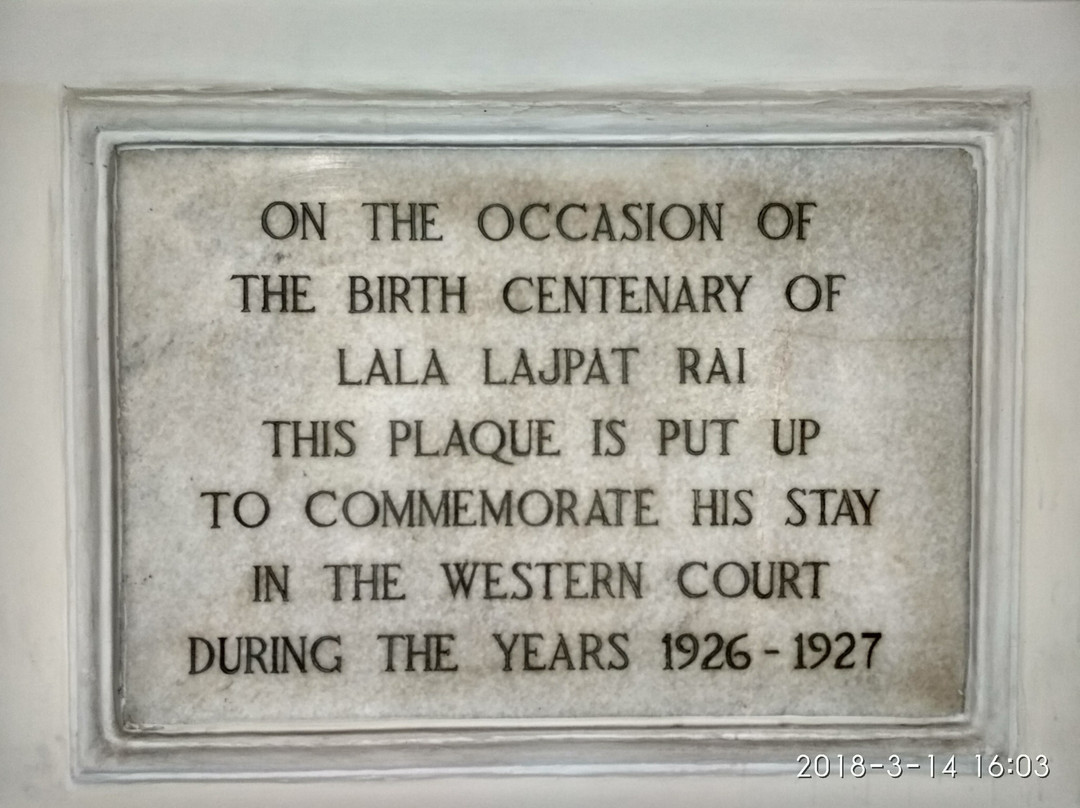 ON THE OCCASION OF
THE BIRTH CENTENARY OF
LALA LAJPAT RAI
THIS PLAQUE IS PUT UP
TO COMMEMORATE HIS STAY
IN THE WESTERN COURT
DURING THE YEARS 1926-1927
2018-3-14 16:03